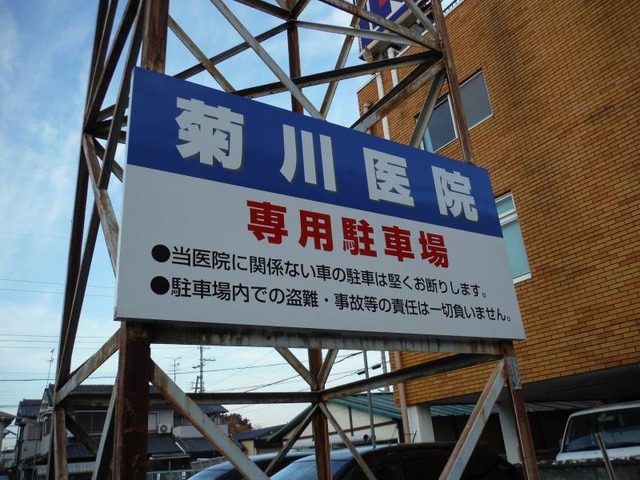 菊川医院
専用駐車場
●当医院に関係ない車の駐車は堅くお断りします。
●駐車場内での盗難・事故等の責任は一切負いません。